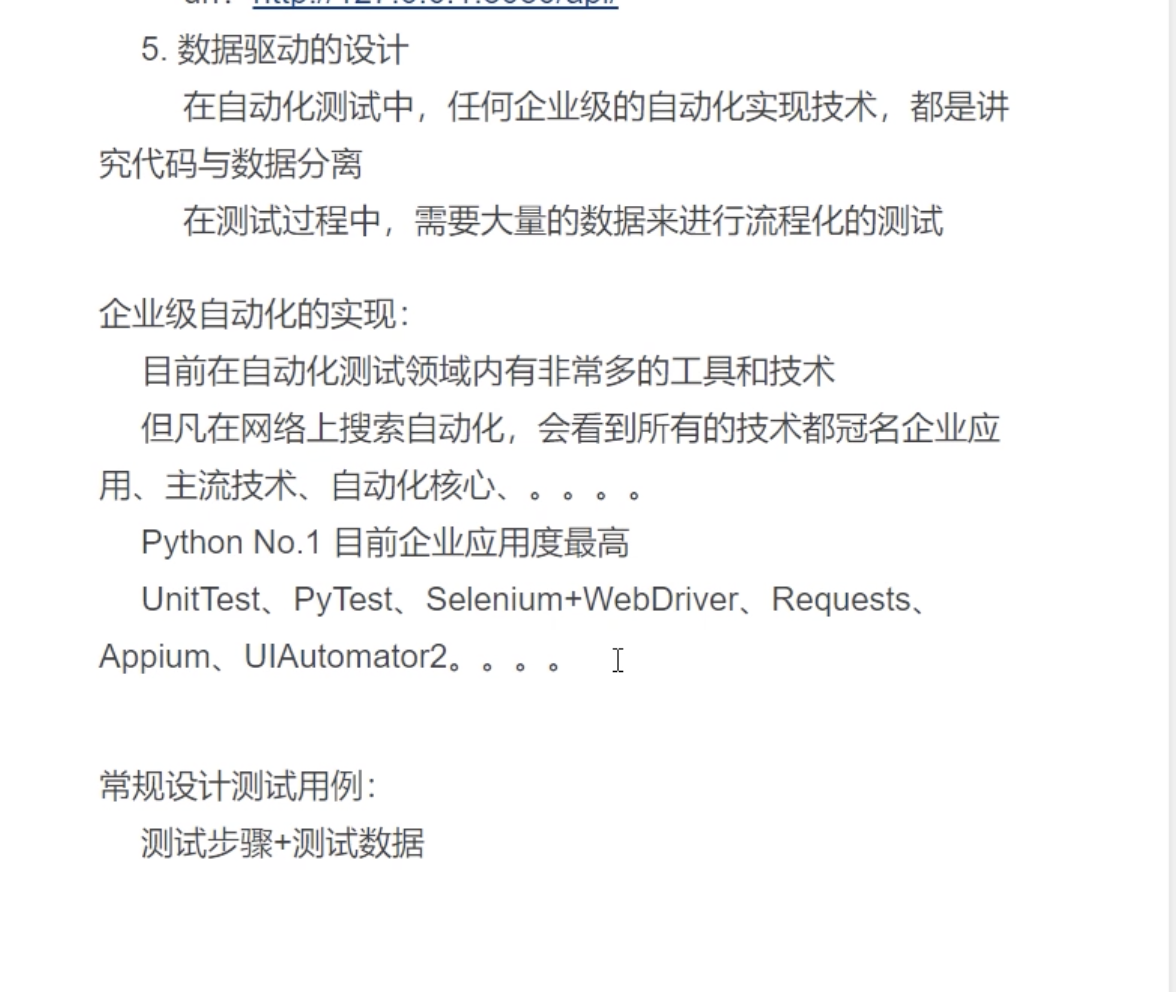 5. 数据驱动的设计
在自动化测试中，任何企业级的自动化实现技术，都是讲
究代码与数据分离
在测试过程中，需要大量的数据来进行流程化的测试
企业级自动化的实现：
目前在自动化测试领域内有非常多的工具和技术
但凡在网络上搜索自动化，会看到所有的技术都冠名企业应
用、主流技术、自动化核心、。。。。
Python No.1 目前企业应用度最高
UnitTest、PyTest、Selenium+WebDriver、Requests、
Appium、UIAutomator2。。。。
常规设计测试用例：
测试步骤+测试数据